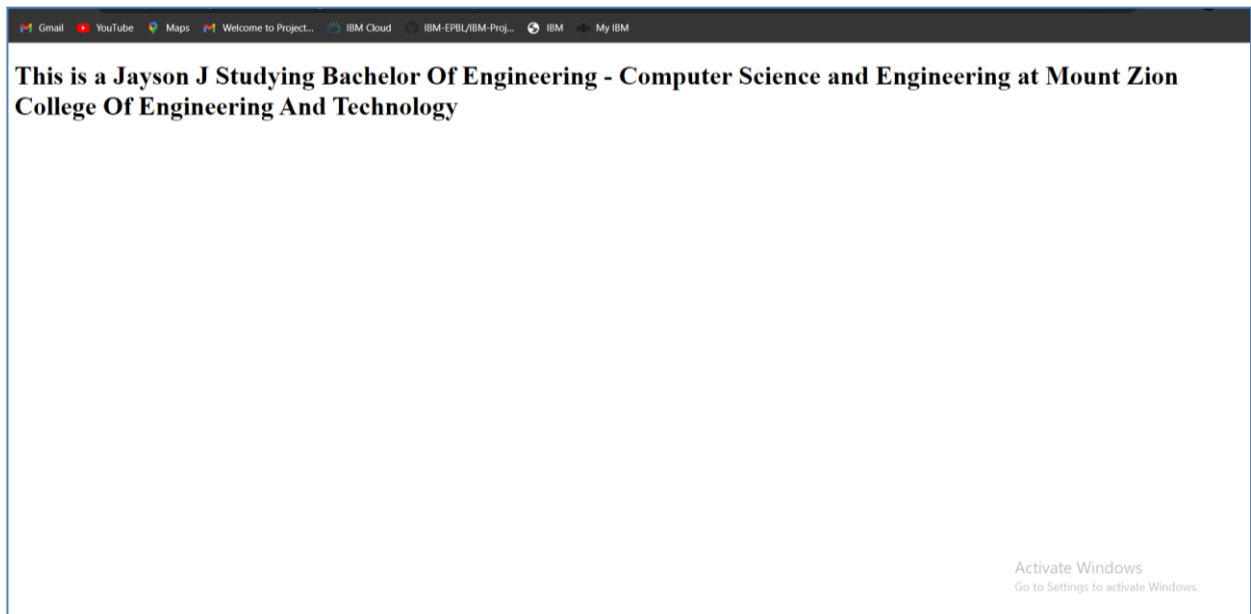 Gmail YouTube Maps Welcome to Project... IBM Cloud IBM-EPBL/IBM-Proj... IBM My IBM
This is a Jayson J Studying Bachelor Of Engineering - Computer Science and Engineering at Mount Zion
College Of Engineering And Technology
Activate Windows
Go to Settings to activate Windows.